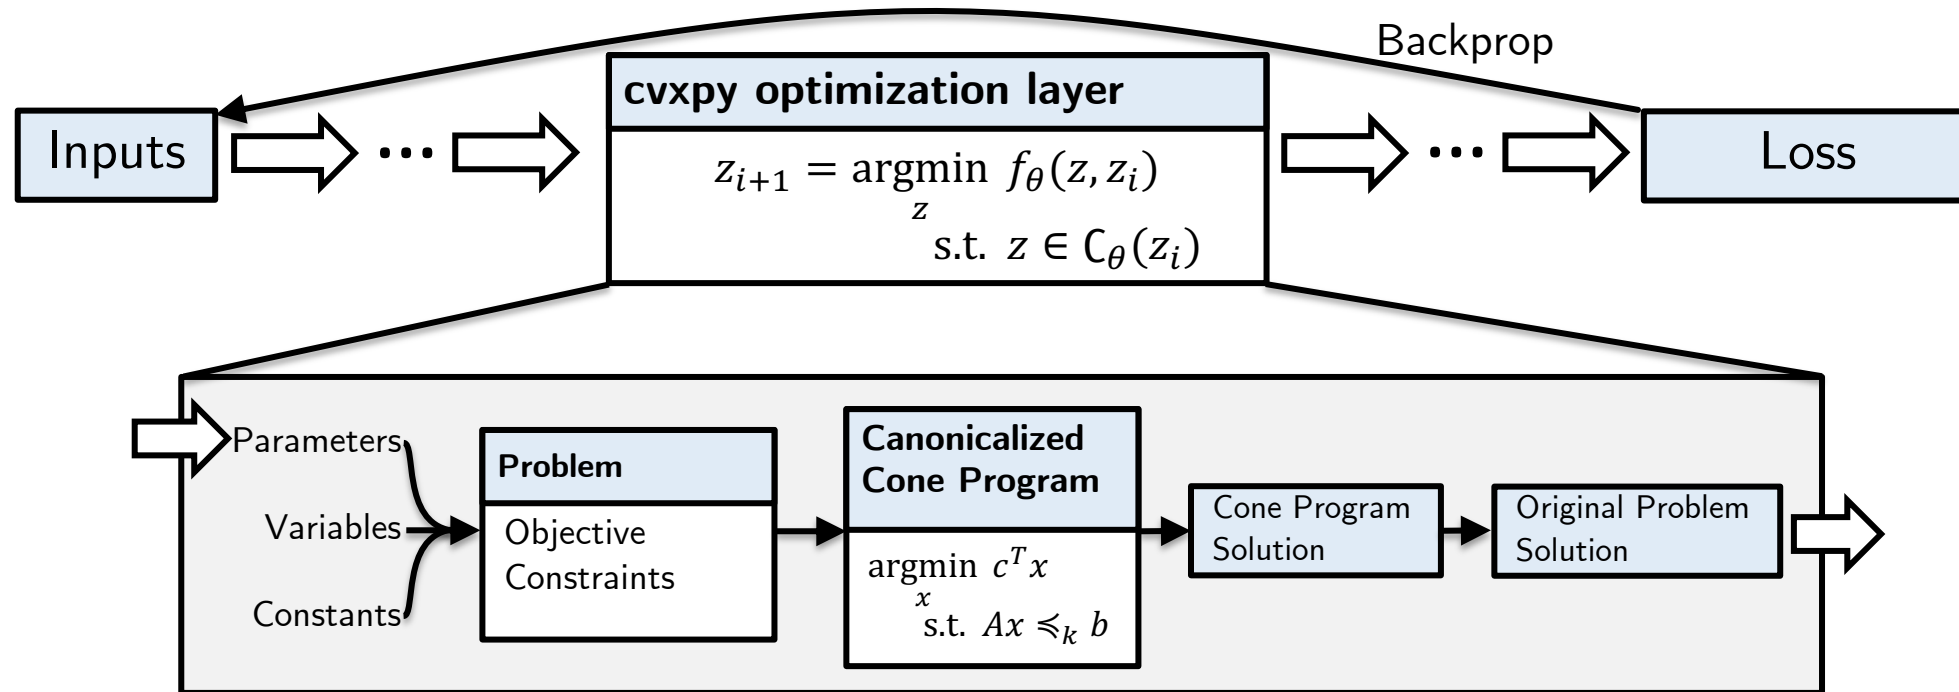 Backprop
Inputs
...
cvxpy optimization layer
z_{i+1} = argmin f_θ(z, z_i)
z
s.t. z ∈ C_θ(z_i)
...
Loss
Parameters
Variables
Constants
Problem
Objective
Constraints
Canonicalized
Cone Program
argmin c^T x
x
s.t. Ax ≼_k b
Cone Program
Solution
Original Problem
Solution